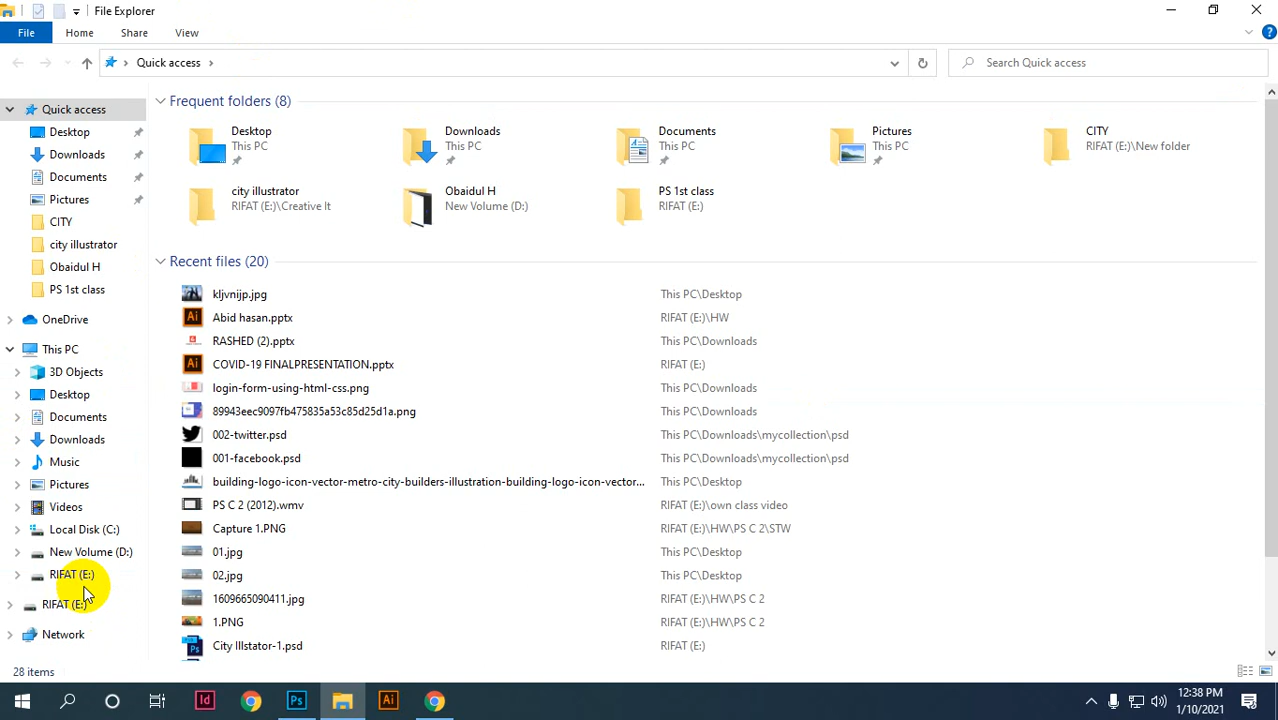 File Explorer
File Home Share View
Quick access
Search Quick access
Quick access
Desktop
Downloads
Documents
Pictures
CITY
city illustrator
Obaidul H
PS 1st class
OneDrive
This PC
3D Objects
Desktop
Documents
Downloads
Music
Pictures
Videos
Local Disk (C:)
New Volume (D:)
RIFAT (E:)
RIFAT (E:)
Network
Frequent folders (8)
Desktop
This PC
Downloads
This PC
Documents
This PC
Pictures
This PC
CITY
RIFAT (E:)\New folder
city illustrator
RIFAT (E:)\Creative It
Obaidul H
New Volume (D:)
PS 1st class
RIFAT (E:)
Recent files (20)
kljvnijp.jpg This PC\Desktop
Abid hasan.pptx RIFAT (E:)\HW
RASHED (2).pptx This PC\Downloads
COVID-19 FINALPRESENTATION.pptx RIFAT (E:)
login-form-using-html-css.png This PC\Downloads
89943eec9097fb475835a53c85d25d1a.png This PC\Downloads
002-twitter.psd This PC\Downloads\mycollection\psd
001-facebook.psd This PC\Downloads\mycollection\psd
building-logo-icon-vector-metro-city-builders-illustration-building-logo-icon-vector... This PC\Desktop
PS C 2 (2012).wmv RIFAT (E:)\own class video
Capture 1.PNG RIFAT (E:)\HW\PS C 2\STW
01.jpg This PC\Desktop
02.jpg This PC\Desktop
1609665090411.jpg RIFAT (E:)\HW\PS C 2
1.PNG RIFAT (E:)\HW\PS C 2
City Illstator-1.psd RIFAT (E:)
28 items
Id Ps Ai
12:38 PM
1/10/2021